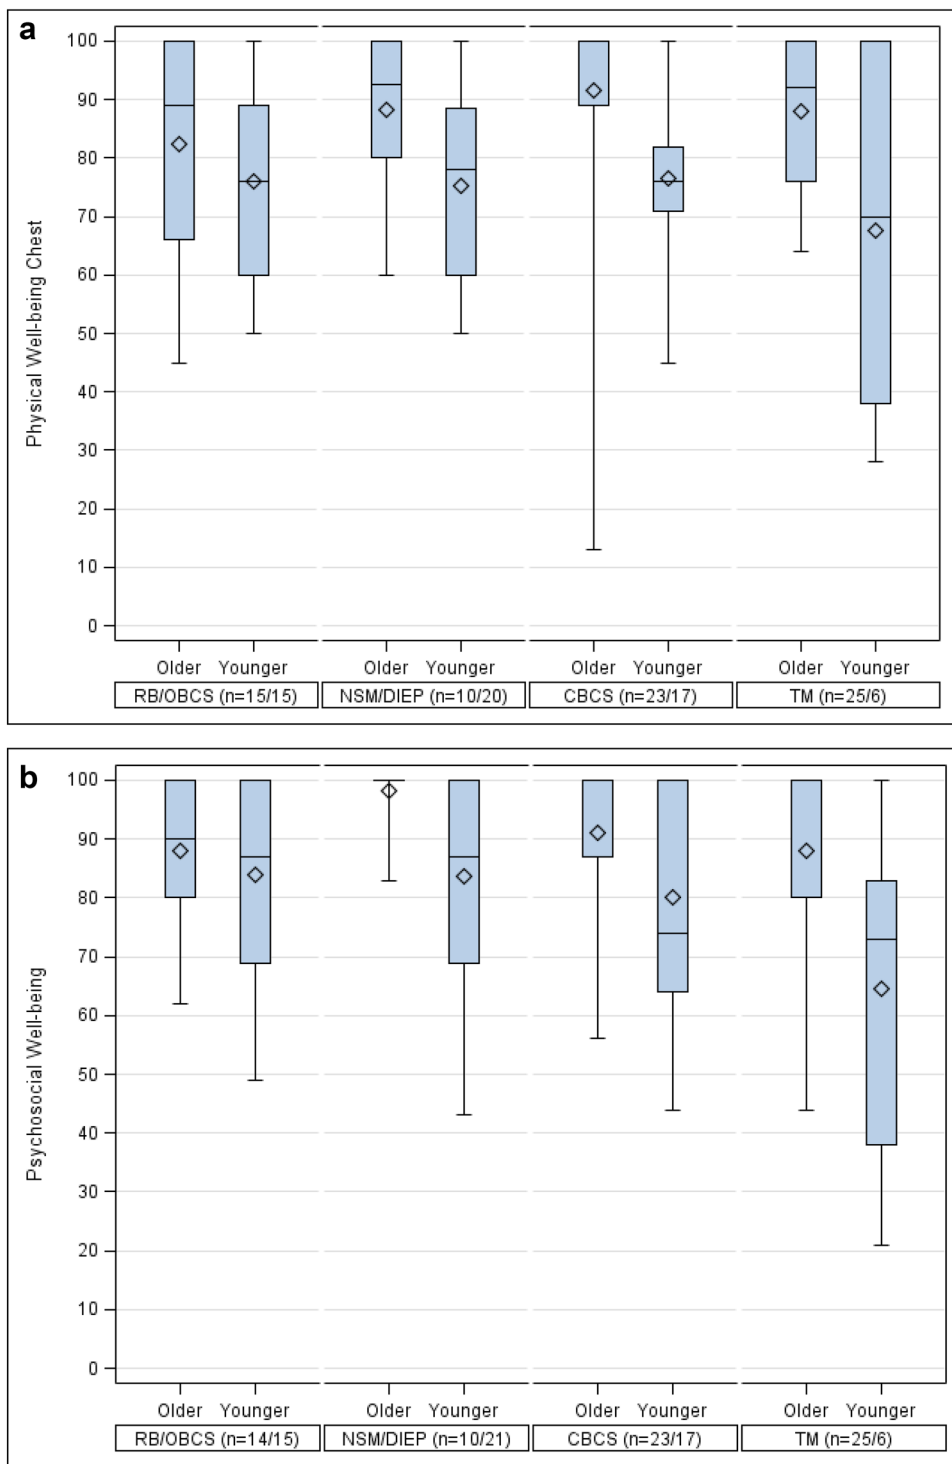 a
100
90
80
70
60
50
40
30
20
10
0
Physical Well-being Chest
Older Younger Older Younger Older Younger Older Younger
RB/OBCS (n=15/15) NSM/DIEP (n=10/20) CBCS (n=23/17) TM (n=25/6)
b
100
90
80
70
60
50
40
30
20
10
0
Psychosocial Well-being
Older Younger Older Younger Older Younger Older Younger
RB/OBCS (n=14/15) NSM/DIEP (n=10/21) CBCS (n=23/17) TM (n=25/6)